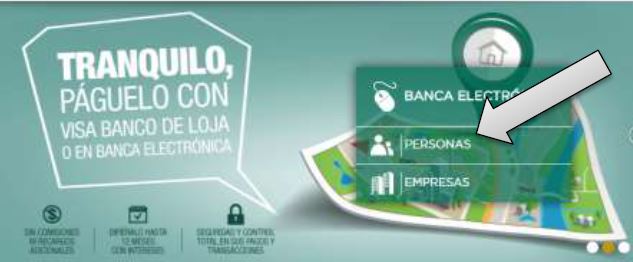 TRANQUILO,
PÁGUELO CON
VISA BANCO DE LOJA
O EN BANCA ELECTRÓNICA
BANCA ELECTRÓ
PERSONAS
EMPRESAS
SIN COMISIONES
NI RECARGOS
ADICIONALES
DIFIÉRALO HASTA
12 MESES
CON INTERESES
SEGURIDAD Y CONTROL
TOTAL EN SUS PAGOS Y
TRANSACCIONES